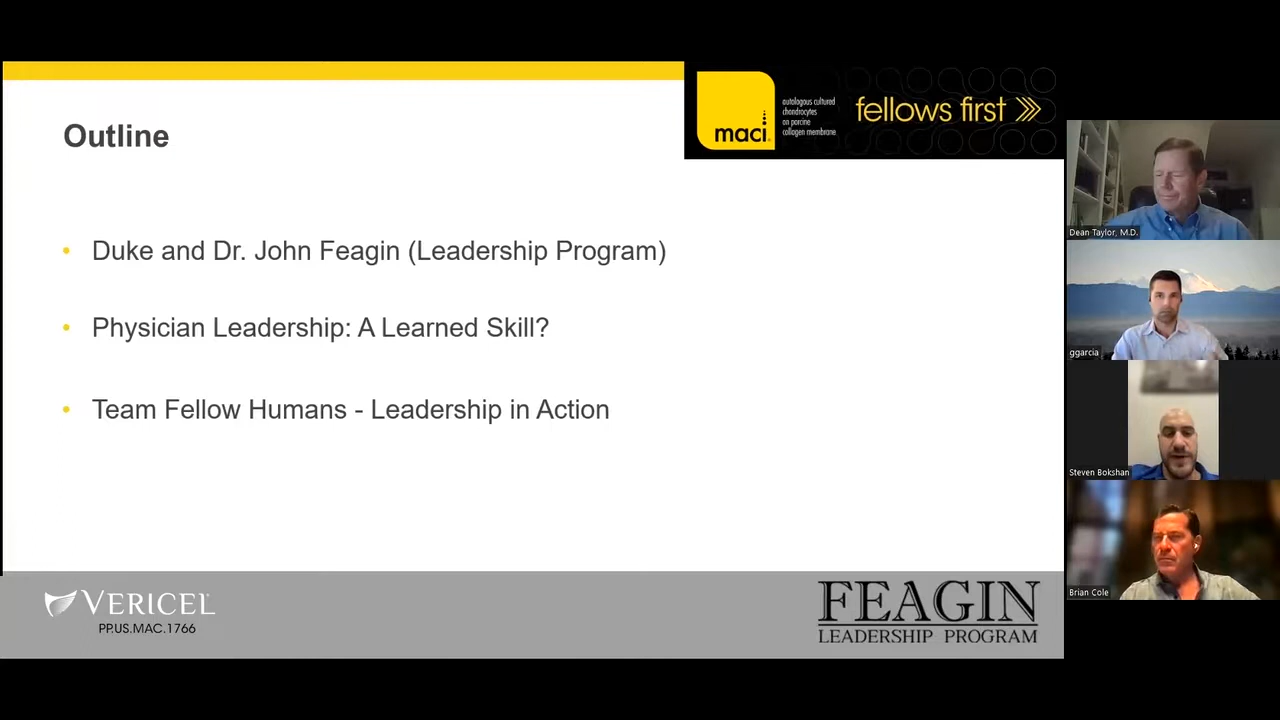 Outline
maci
autologous cultured
chondrocytes
on porcine
collagen membrane
fellows first
• Duke and Dr. John Feagin (Leadership Program)
• Physician Leadership: A Learned Skill?
• Team Fellow Humans - Leadership in Action
VERICEL
PP.US.MAC.1766
FEAGIN
LEADERSHIP PROGRAM
Dean Taylor, M.D.
ggarcia
Steven Bokshan
Brian Cole